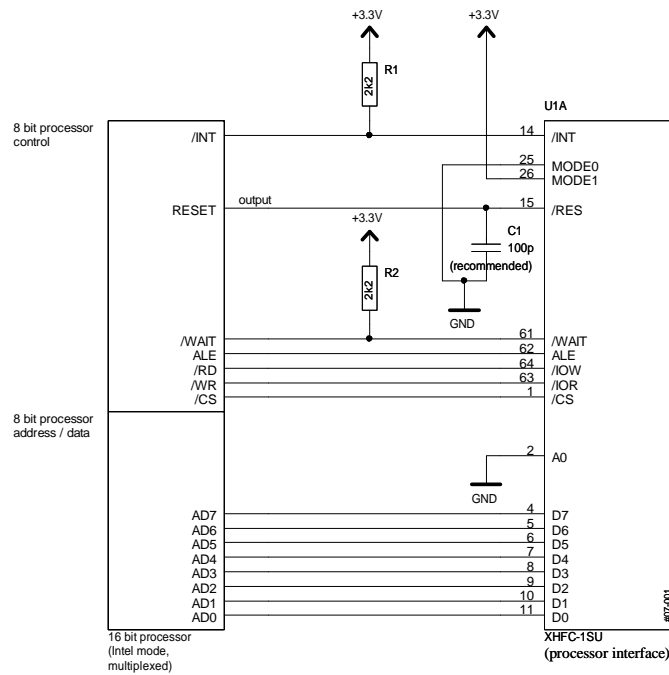 +3.3V
+3.3V
R1
2k2
U1A
8 bit processor
control
/INT
14
/INT
25
MODE0
26
MODE1
RESET
output
15
/RES
+3.3V
C1
100p
(recommended)
R2
2k2
GND
/WAIT
61
/WAIT
ALE
62
ALE
/RD
64
/IOW
/WR
63
/IOR
/CS
1
/CS
8 bit processor
address / data
2
A0
GND
AD7
4
D7
AD6
5
D6
AD5
6
D5
AD4
7
D4
AD3
8
D3
AD2
9
D2
AD1
10
D1
AD0
11
D0
#07-001
16 bit processor
(Intel mode,
multiplexed)
XHFC-1SU
(processor interface)